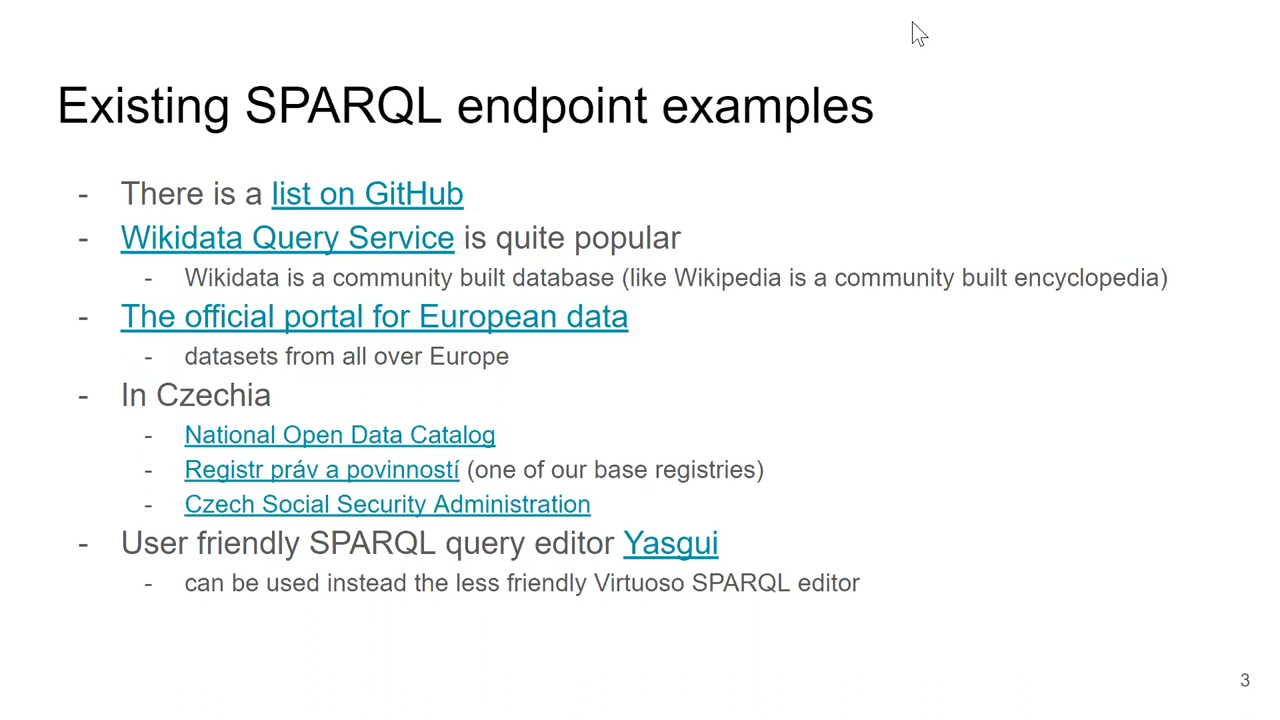 Existing SPARQL endpoint examples
- There is a list on GitHub
- Wikidata Query Service is quite popular
- Wikidata is a community built database (like Wikipedia is a community built encyclopedia)
- The official portal for European data
- datasets from all over Europe
- In Czechia
- National Open Data Catalog
- Registr práv a povinností (one of our base registries)
- Czech Social Security Administration
- User friendly SPARQL query editor Yasgui
- can be used instead the less friendly Virtuoso SPARQL editor
3